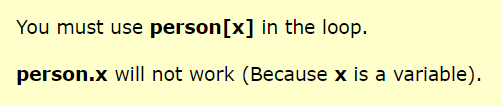 You must use person[x] in the loop.
person.x will not work (Because x is a variable).